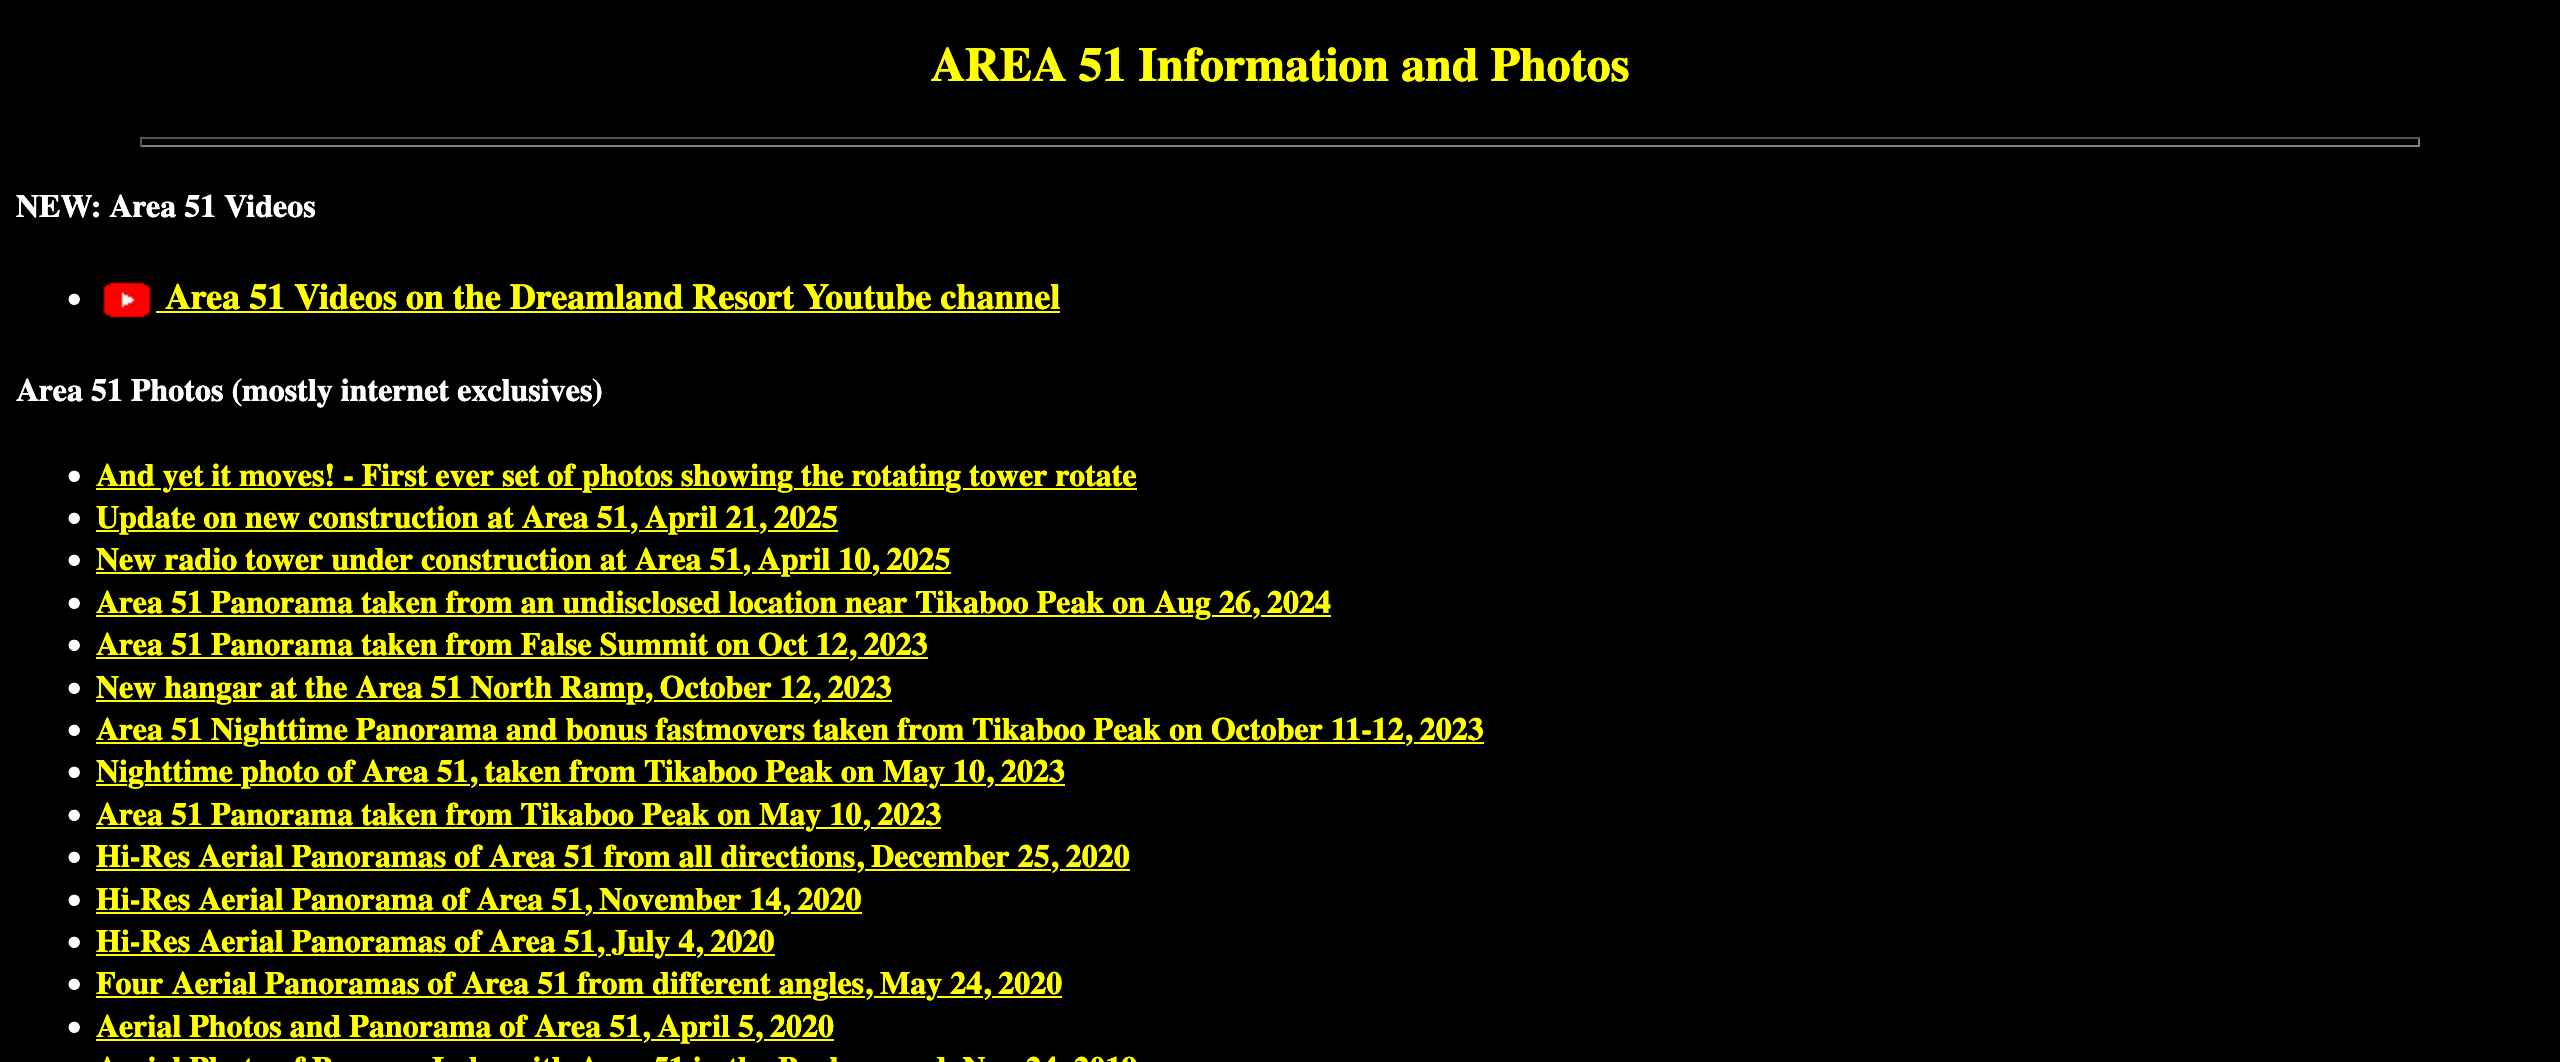 AREA 51 Information and Photos
NEW: Area 51 Videos
Area 51 Videos on the Dreamland Resort Youtube channel
Area 51 Photos (mostly internet exclusives)
And yet it moves! - First ever set of photos showing the rotating tower rotate
Update on new construction at Area 51, April 21, 2025
New radio tower under construction at Area 51, April 10, 2025
Area 51 Panorama taken from an undisclosed location near Tikaboo Peak on Aug 26, 2024
Area 51 Panorama taken from False Summit on Oct 12, 2023
New hangar at the Area 51 North Ramp, October 12, 2023
Area 51 Nighttime Panorama and bonus fastmovers taken from Tikaboo Peak on October 11-12, 2023
Nighttime photo of Area 51, taken from Tikaboo Peak on May 10, 2023
Area 51 Panorama taken from Tikaboo Peak on May 10, 2023
Hi-Res Aerial Panoramas of Area 51 from all directions, December 25, 2020
Hi-Res Aerial Panorama of Area 51, November 14, 2020
Hi-Res Aerial Panoramas of Area 51, July 4, 2020
Four Aerial Panoramas of Area 51 from different angles, May 24, 2020
Aerial Photos and Panorama of Area 51, April 5, 2020